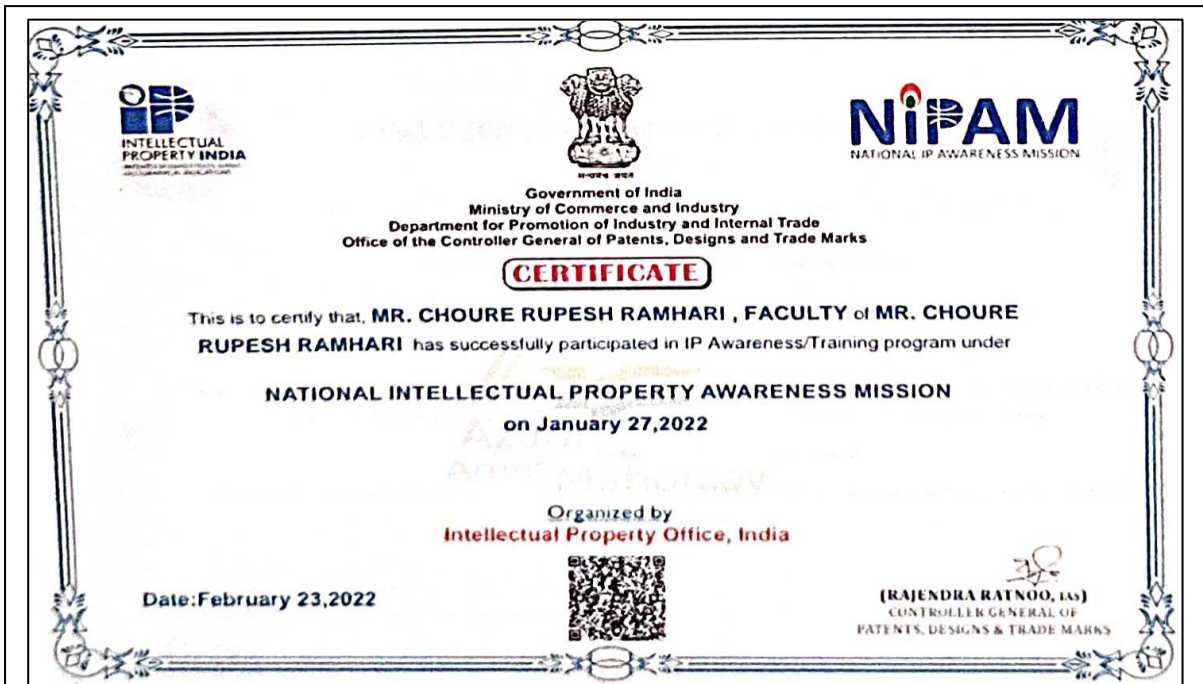 iP
INTELLECTUAL
PROPERTY INDIA
NiPAM
NATIONAL IP AWARENESS MISSION
Government of India
Ministry of Commerce and Industry
Department for Promotion of Industry and Internal Trade
Office of the Controller General of Patents, Designs and Trade Marks
CERTIFICATE
This is to certify that, MR. CHOURE RUPESH RAMHARI , FACULTY of MR. CHOURE
RUPESH RAMHARI has successfully participated in IP Awareness/Training program under
NATIONAL INTELLECTUAL PROPERTY AWARENESS MISSION
on January 27,2022
Organized by
Intellectual Property Office, India
Date:February 23,2022
(RAJENDRA RATNOO, IAS)
CONTROLLER GENERAL OF
PATENTS, DESIGNS & TRADE MARKS